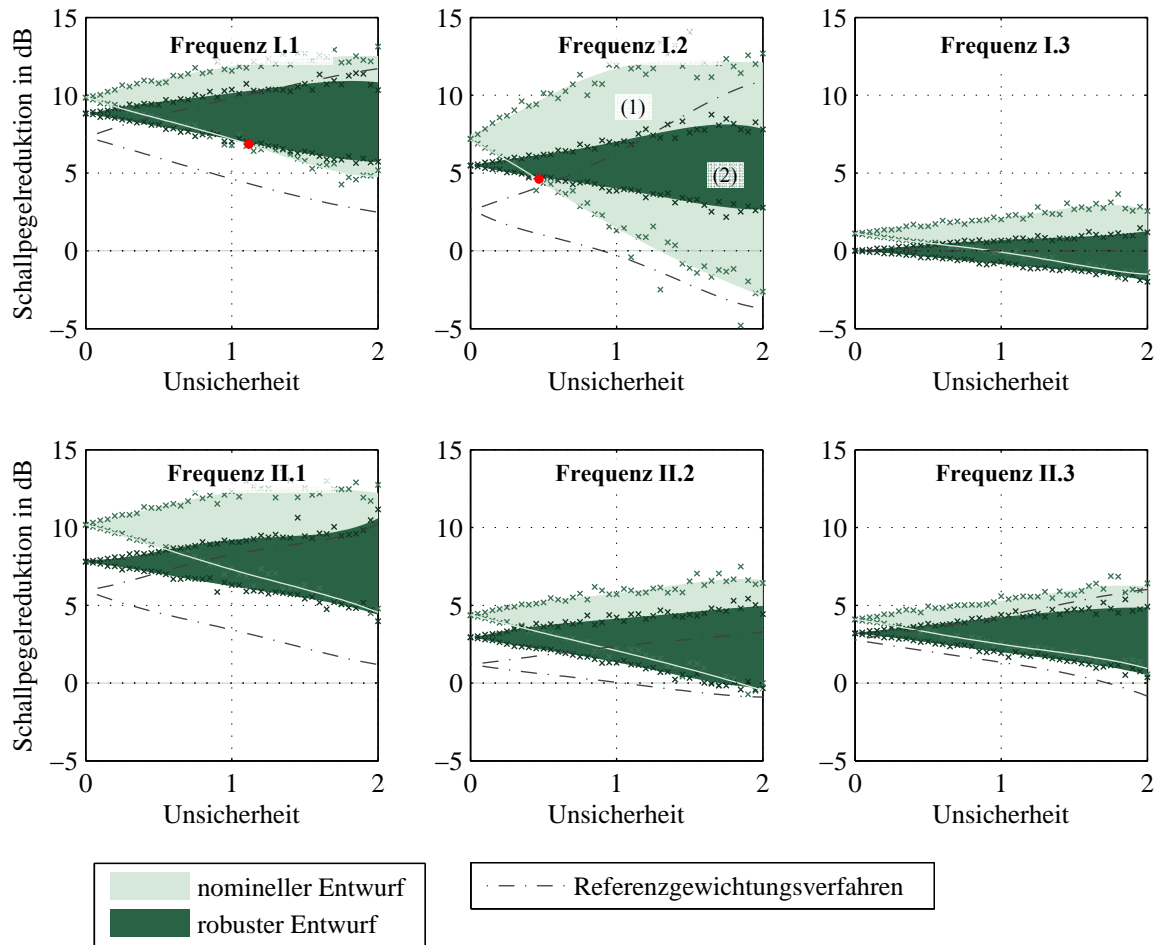 Schallpegelreduktion in dB
15
10
5
0
−5
Frequenz I.1
0
1
2
Unsicherheit
15
10
5
0
−5
Frequenz I.2
(1)
(2)
0
1
2
Unsicherheit
15
10
5
0
−5
Frequenz I.3
0
1
2
Unsicherheit
Schallpegelreduktion in dB
15
10
5
0
−5
Frequenz II.1
0
1
2
Unsicherheit
15
10
5
0
−5
Frequenz II.2
0
1
2
Unsicherheit
15
10
5
0
−5
Frequenz II.3
0
1
2
Unsicherheit
nomineller Entwurf
robuster Entwurf
Referenzgewichtungsverfahren